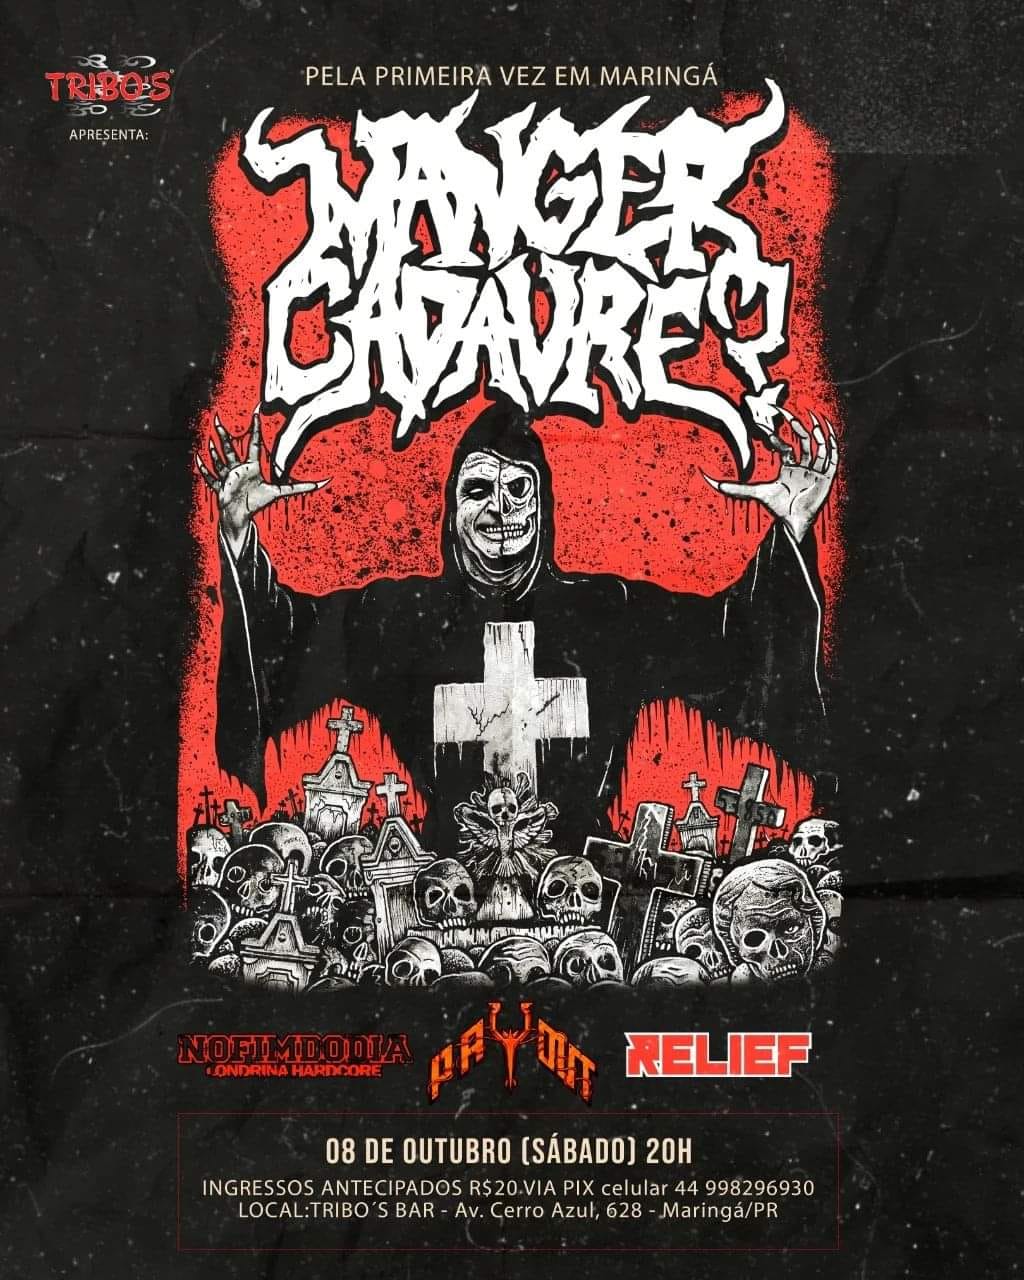 TRIBO'S
APRESENTA:
PELA PRIMEIRA VEZ EM MARINGÁ
MANGER
CADAVRE?
NOFIMDODIA
LONDRINA HARDCORE
RELIEF
08 DE OUTUBRO (SÁBADO) 20H
INGRESSOS ANTECIPADOS R$20 VIA PIX celular 44 998296930
LOCAL:TRIBO´S BAR - Av. Cerro Azul, 628 - Maringá/PR